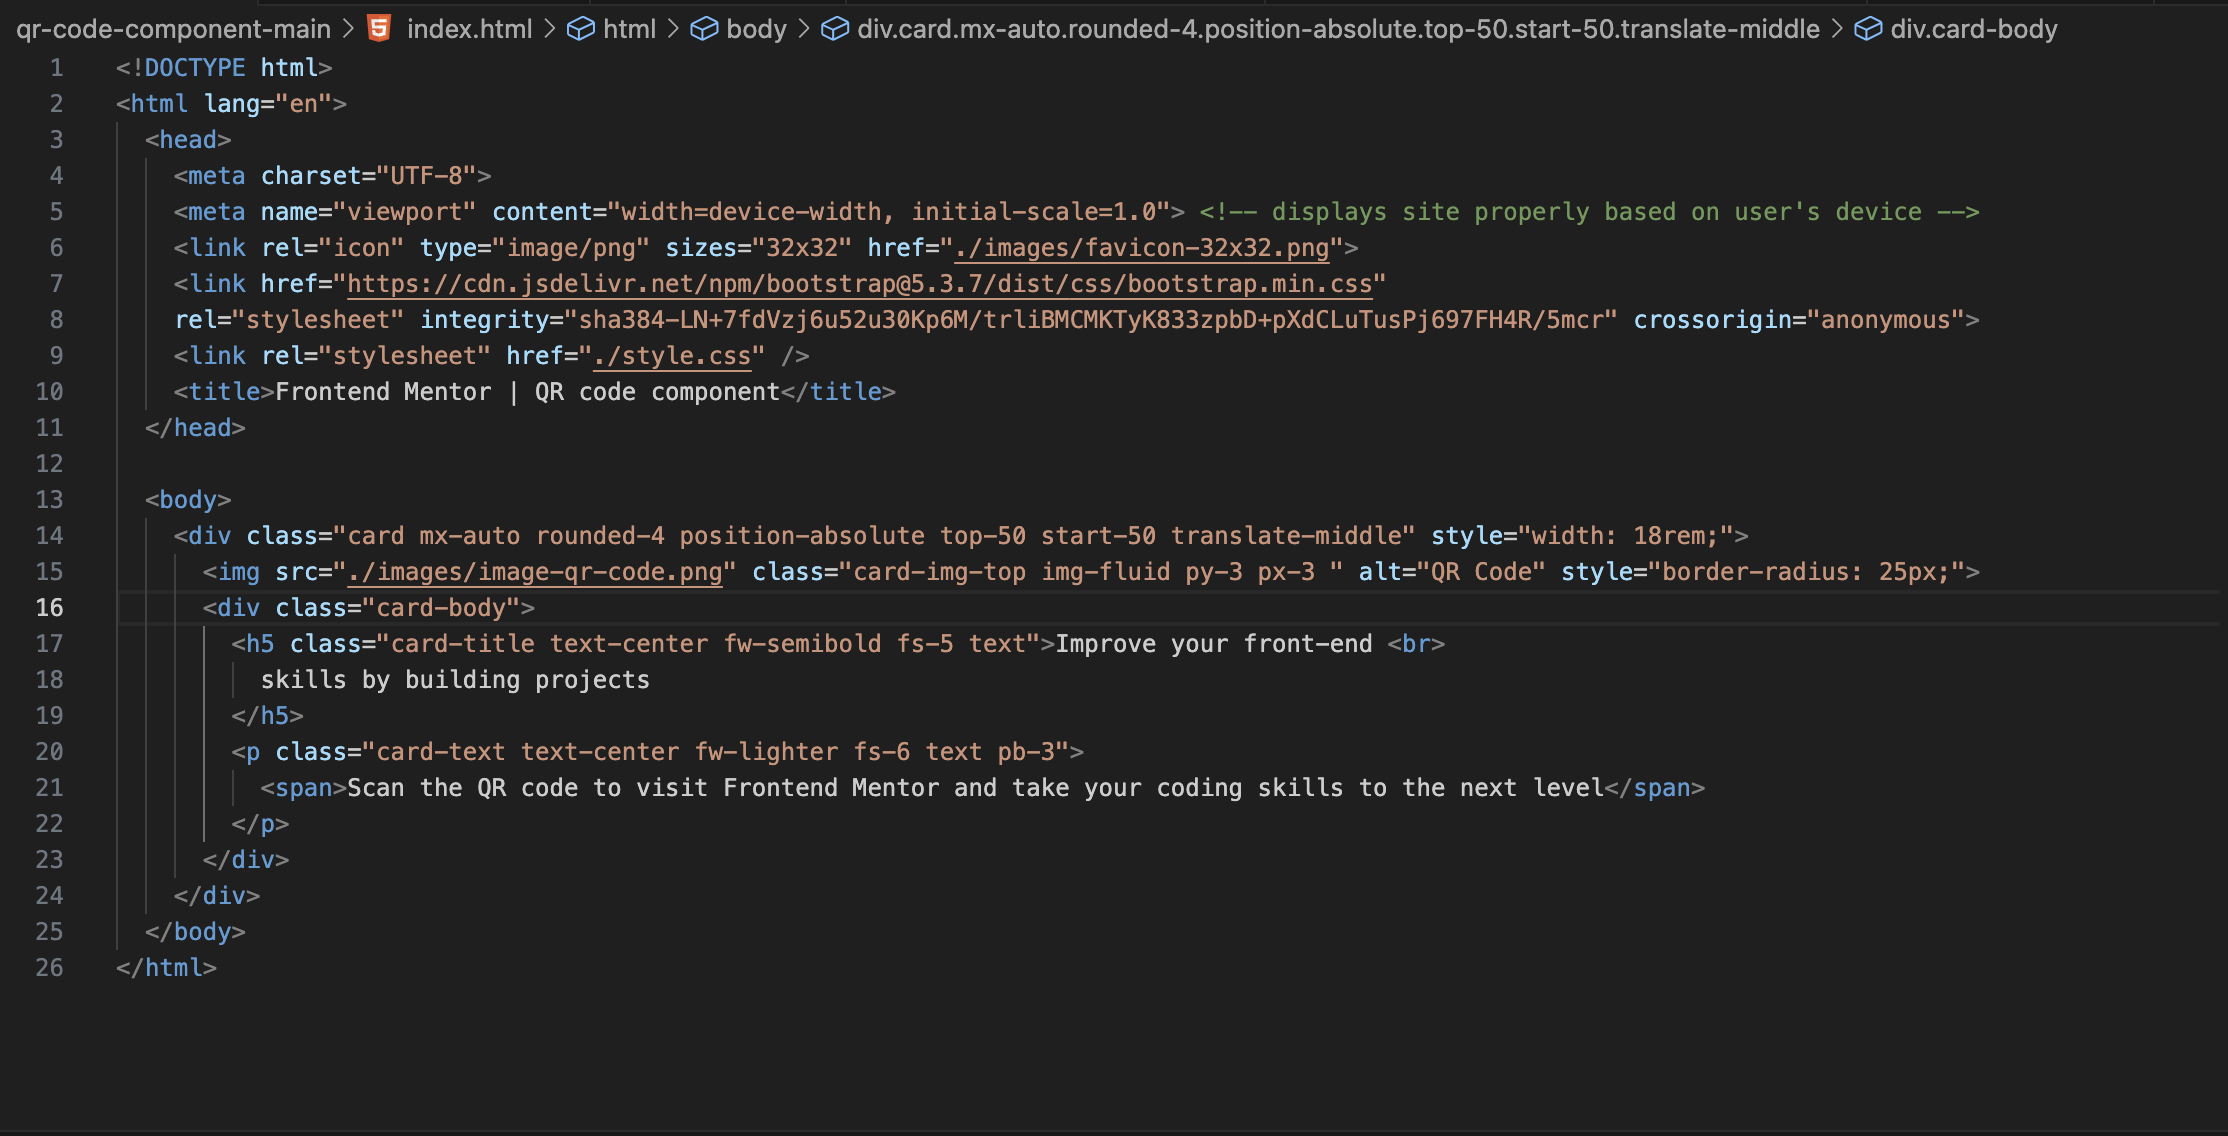 qr-code-component-main > index.html > html > body > div.card.mx-auto.rounded-4.position-absolute.top-50.start-50.translate-middle > div.card-body
1 <!DOCTYPE html>
2 <html lang="en">
3 <head>
4 <meta charset="UTF-8">
5 <meta name="viewport" content="width=device-width, initial-scale=1.0"> <!-- displays site properly based on user's device -->
6 <link rel="icon" type="image/png" sizes="32x32" href="./images/favicon-32x32.png">
7 <link href="https://cdn.jsdelivr.net/npm/bootstrap@5.3.7/dist/css/bootstrap.min.css"
8 rel="stylesheet" integrity="sha384-LN+7fdVzj6u52u30Kp6M/trliBMCMKTyK833zpbD+pXdCLuTusPj697FH4R/5mcr" crossorigin="anonymous">
9 <link rel="stylesheet" href="./style.css" />
10 <title>Frontend Mentor | QR code component</title>
11 </head>
12
13 <body>
14 <div class="card mx-auto rounded-4 position-absolute top-50 start-50 translate-middle" style="width: 18rem;">
15 <img src="./images/image-qr-code.png" class="card-img-top img-fluid py-3 px-3 " alt="QR Code" style="border-radius: 25px;">
16 <div class="card-body">
17 <h5 class="card-title text-center fw-semibold fs-5 text">Improve your front-end <br>
18 skills by building projects
19 </h5>
20 <p class="card-text text-center fw-lighter fs-6 text pb-3">
21 <span>Scan the QR code to visit Frontend Mentor and take your coding skills to the next level</span>
22 </p>
23 </div>
24 </div>
25 </body>
26 </html>